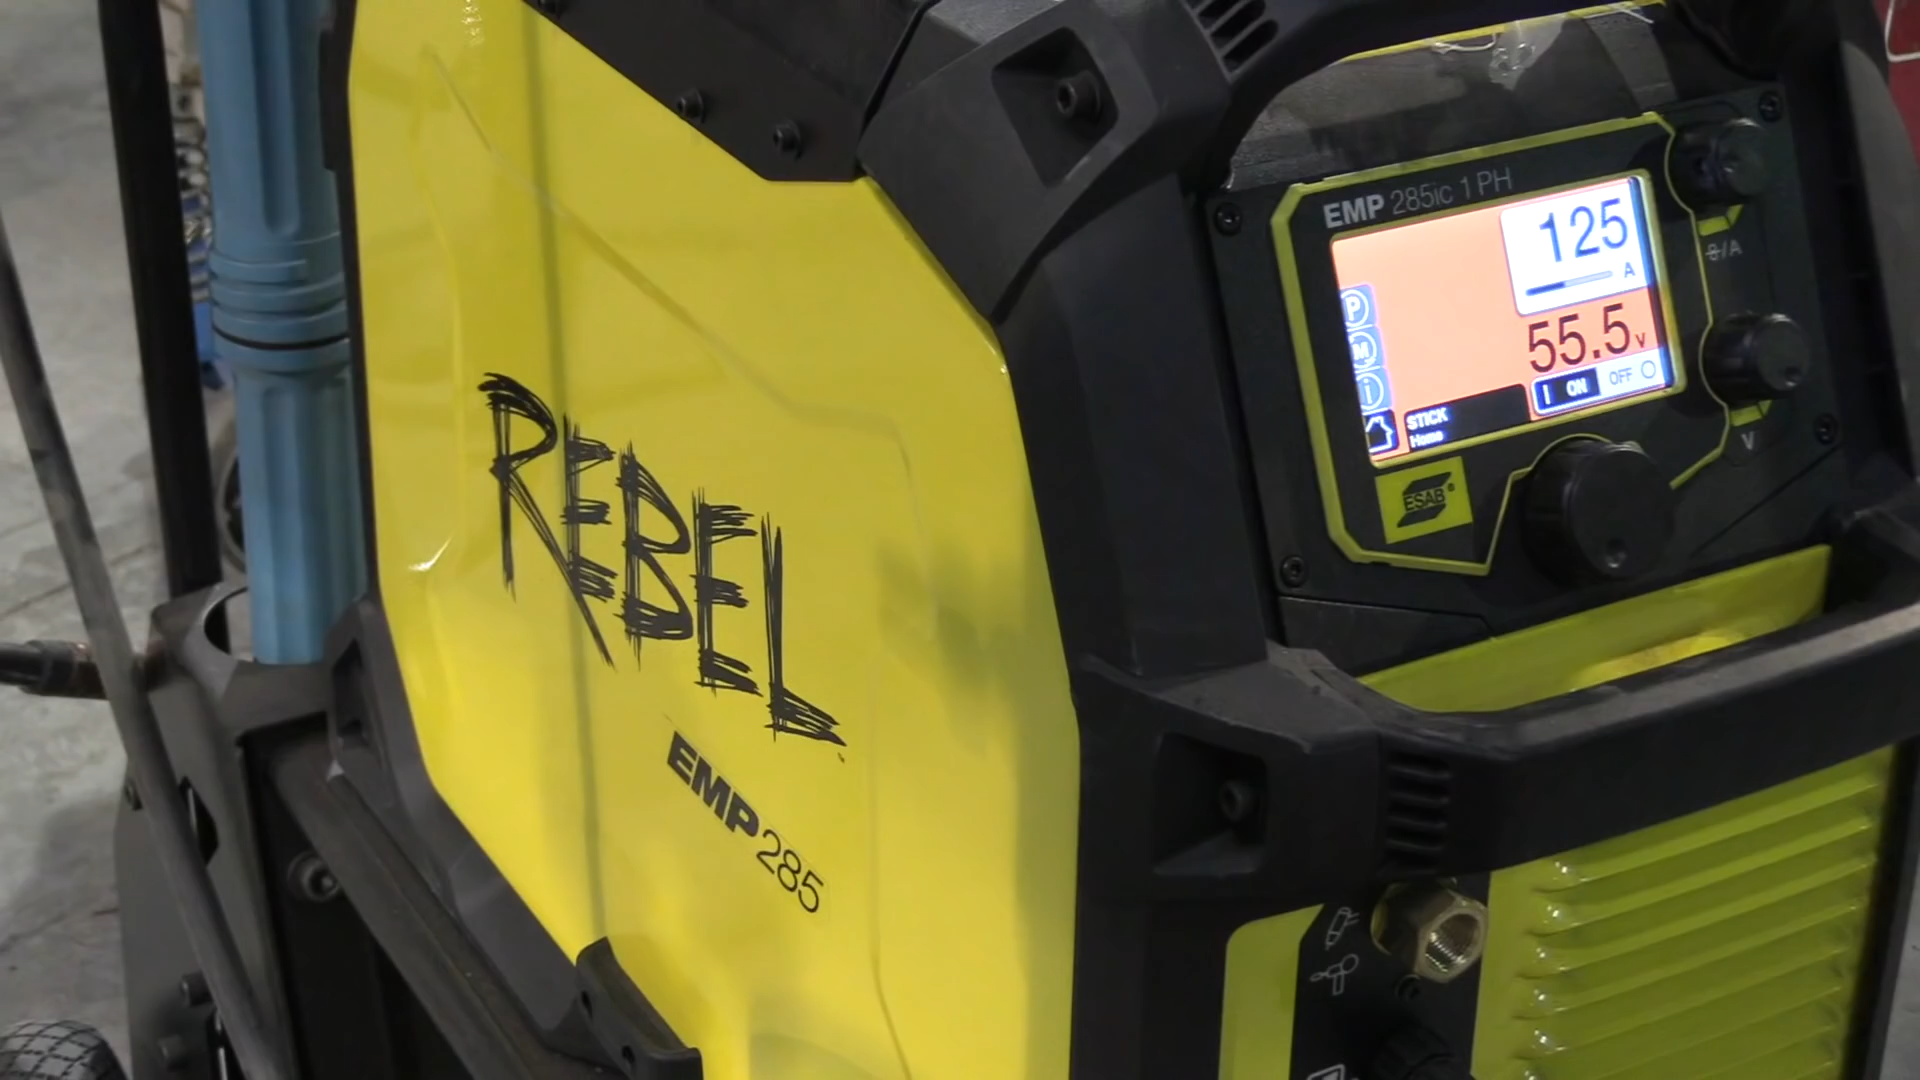 REBEL
EMP 285
EMP 285ic 1 PH
125
A
55.5 V
P
M
i
ON
OFF
STICK
Home
ESAB
/A
V